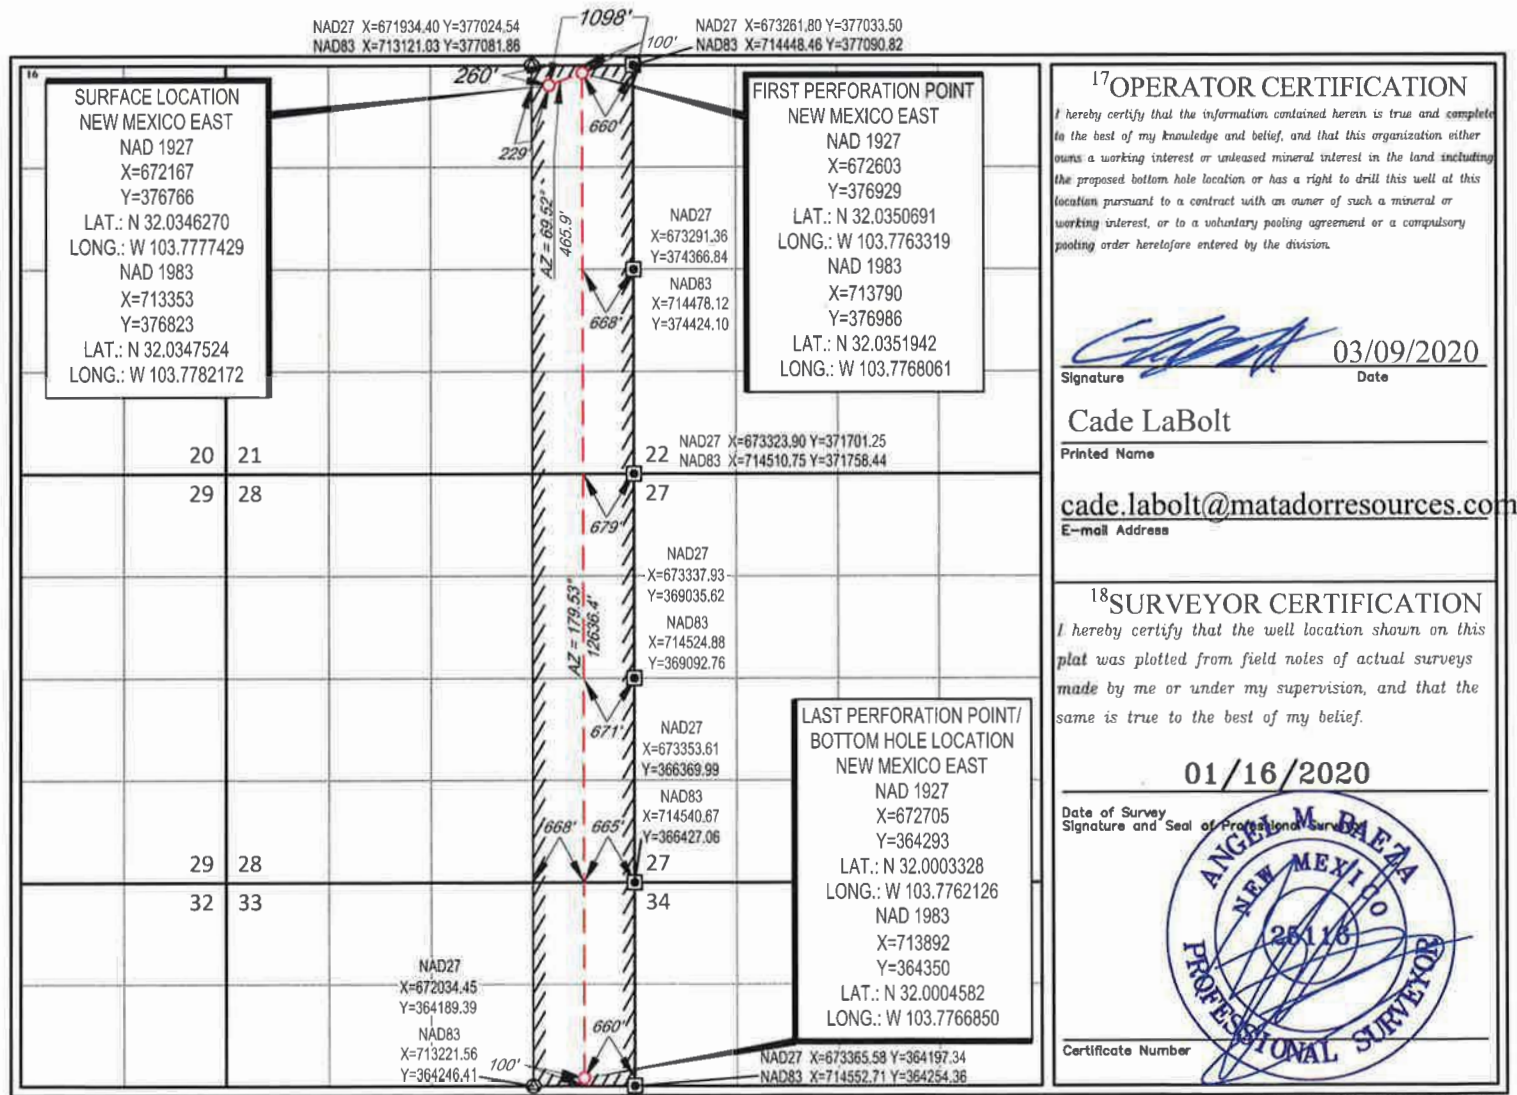 NAD27 X=671934.40 Y=377024.54
NAD83 X=713121.03 Y=377081.86
1098'
NAD27 X=673261.80 Y=377033.50
NAD83 X=714448.46 Y=377090.82
100'
260'
16
SURFACE LOCATION
NEW MEXICO EAST
NAD 1927
X=672167
Y=376766
LAT.: N 32.0346270
LONG.: W 103.7777429
NAD 1983
X=713353
Y=376823
LAT.: N 32.0347524
LONG.: W 103.7782172
229'
660'
AZ = 69.52°
465.9'
FIRST PERFORATION POINT
NEW MEXICO EAST
NAD 1927
X=672603
Y=376929
LAT.: N 32.0350691
LONG.: W 103.7763319
NAD 1983
X=713790
Y=376986
LAT.: N 32.0351942
LONG.: W 103.7768061
NAD27
X=673291.36
Y=374366.84
NAD83
X=714478.12
Y=374424.10
668'
20 21
29 28
22
27
NAD27 X=673323.90 Y=371701.25
NAD83 X=714510.75 Y=371758.44
679'
AZ = 179.53°
12636.4'
NAD27
X=673337.93
Y=369035.62
NAD83
X=714524.88
Y=369092.76
671'
NAD27
X=673353.61
Y=366369.99
NAD83
X=714540.67
Y=366427.06
668' 665'
29 28
32 33
27
34
LAST PERFORATION POINT/
BOTTOM HOLE LOCATION
NEW MEXICO EAST
NAD 1927
X=672705
Y=364293
LAT.: N 32.0003328
LONG.: W 103.7762126
NAD 1983
X=713892
Y=364350
LAT.: N 32.0004582
LONG.: W 103.7766850
NAD27
X=672034.45
Y=364189.39
NAD83
X=713221.56
Y=364246.41
100'
660'
NAD27 X=673365.58 Y=364197.34
NAD83 X=714552.71 Y=364254.36
17OPERATOR CERTIFICATION
I hereby certify that the information contained herein is true and complete
to the best of my knowledge and belief, and that this organization either
owns a working interest or unleased mineral interest in the land including
the proposed bottom hole location or has a right to drill this well at this
location pursuant to a contract with an owner of such a mineral or
working interest, or to a voluntary pooling agreement or a compulsory
pooling order heretofore entered by the division.
03/09/2020
Signature Date
Cade LaBolt
Printed Name
cade.labolt@matadorresources.com
E-mail Address
18SURVEYOR CERTIFICATION
I hereby certify that the well location shown on this
plat was plotted from field notes of actual surveys
made by me or under my supervision, and that the
same is true to the best of my belief.
01/16/2020
Date of Survey
Signature and Seal of Professional Surveyor
ANGEL M. BAEZA
NEW MEXICO
25116
PROFESSIONAL SURVEYOR
Certificate Number